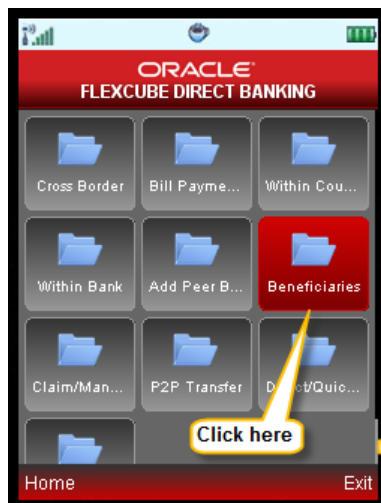 ORACLE
FLEXCUBE DIRECT BANKING
Cross Border
Bill Payme...
Within Cou...
Within Bank
Add Peer B...
Beneficiaries
Claim/Man...
P2P Transfer
Click here
Home
Exit